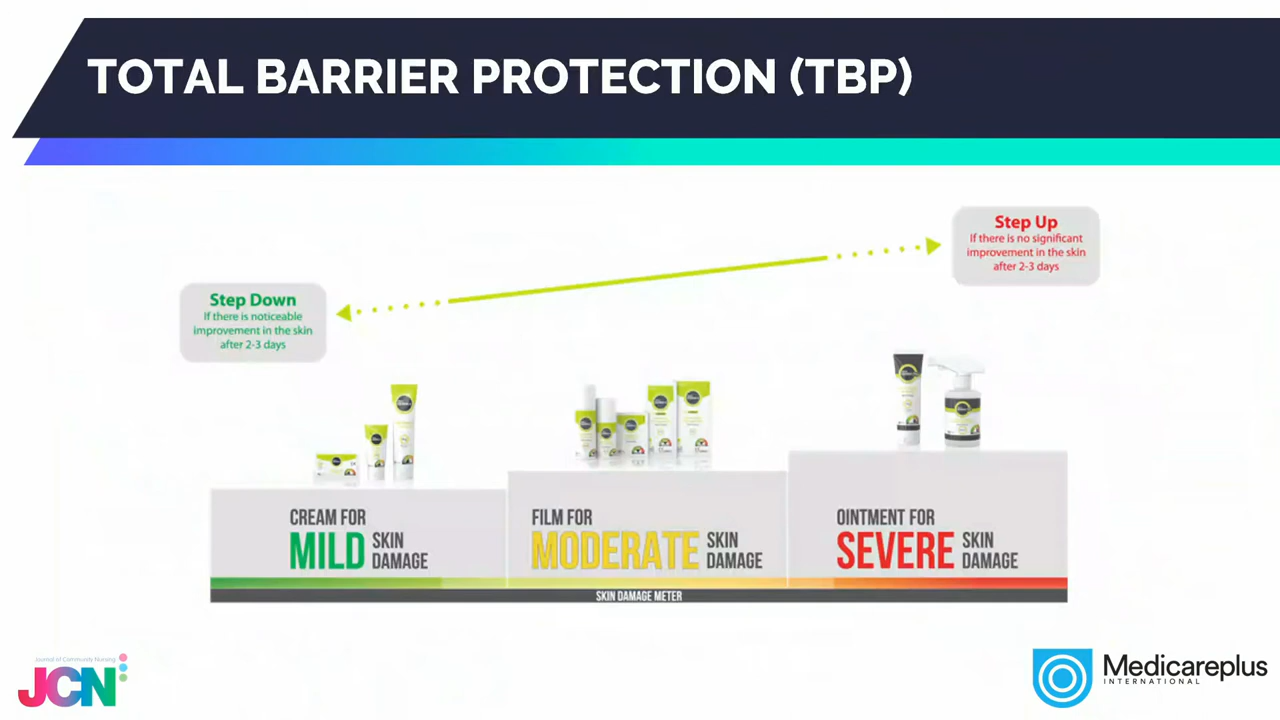 TOTAL BARRIER PROTECTION (TBP)
Step Up
If there is no significant
improvement in the skin
after 2-3 days
Step Down
If there is noticeable
improvement in the skin
after 2-3 days
CREAM FOR
MILD SKIN
DAMAGE
FILM FOR
MODERATE SKIN
DAMAGE
OINTMENT FOR
SEVERE SKIN
DAMAGE
SKIN DAMAGE METER
Journal of Community Nursing
JCN
Medicareplus
INTERNATIONAL